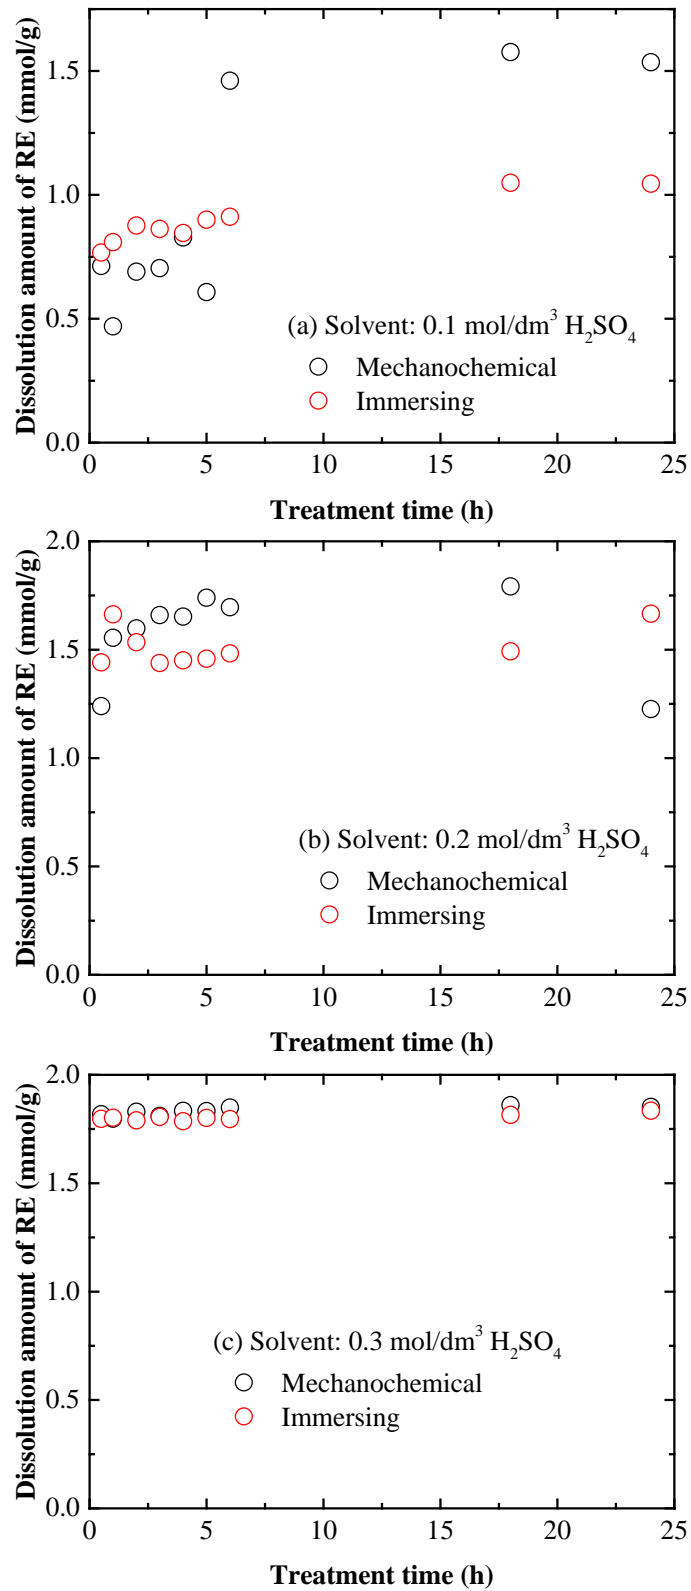 Dissolution amount of RE (mmol/g)
1.5
1.0
0.5
0.0
(a) Solvent: 0.1 mol/dm³ H₂SO₄
Mechanochemical
Immersing
0 5 10 15 20 25
Treatment time (h)
Dissolution amount of RE (mmol/g)
2.0
1.5
1.0
0.5
0.0
(b) Solvent: 0.2 mol/dm³ H₂SO₄
Mechanochemical
Immersing
0 5 10 15 20 25
Treatment time (h)
Dissolution amount of RE (mmol/g)
2.0
1.5
1.0
0.5
0.0
(c) Solvent: 0.3 mol/dm³ H₂SO₄
Mechanochemical
Immersing
0 5 10 15 20 25
Treatment time (h)